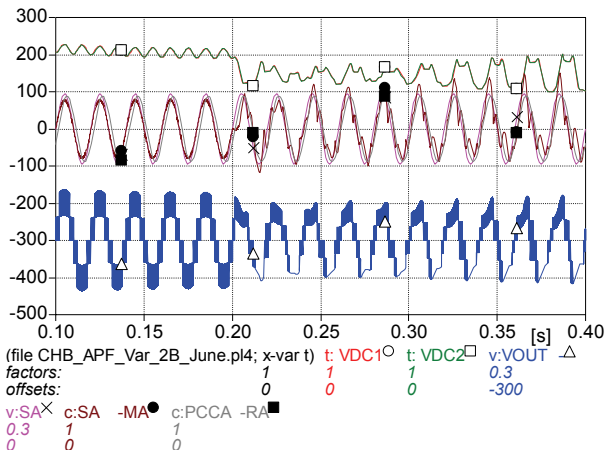 300
200
100
0
-100
-200
-300
-400
-500
0.10 0.15 0.20 0.25 0.30 0.35 [s] 0.40
(file CHB_APF_Var_2B_June.pl4; x-var t) t: VDC1 t: VDC2 v:VOUT -
factors: 1 1 1 0.3
offsets: 0 0 0 -300
v:SA c:SA -MA c:PCCA -RA
0.3 1 1
0 0 0